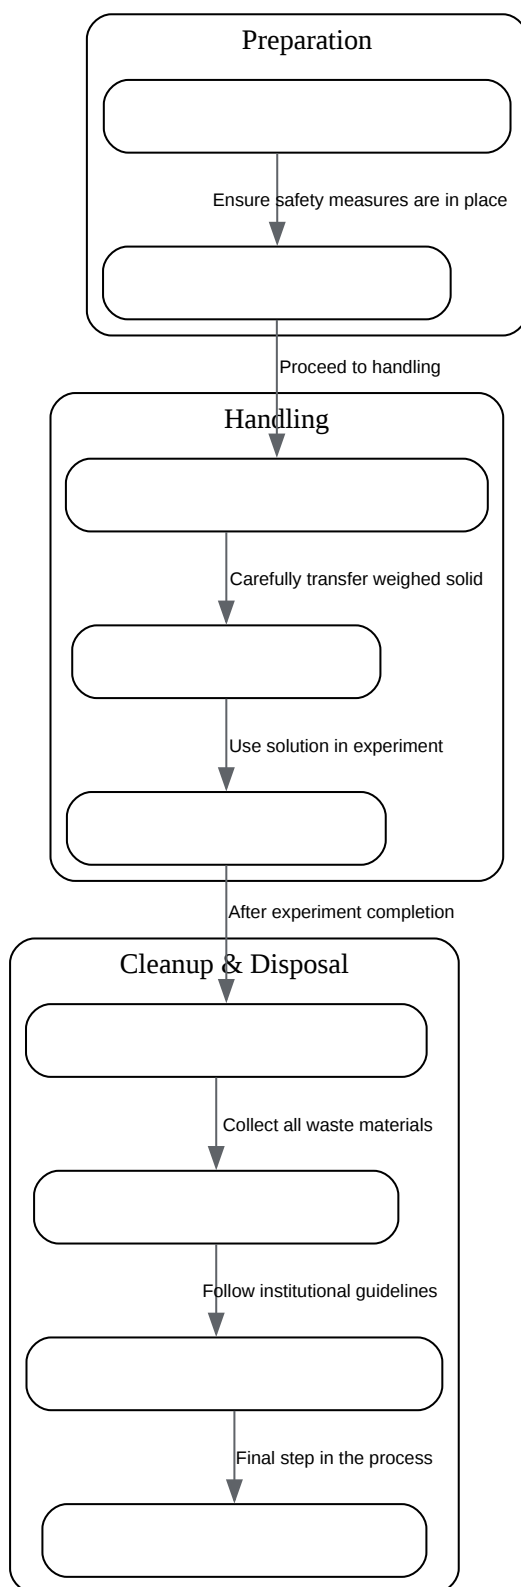 Preparation
Ensure safety measures are in place
Proceed to handling
Handling
Carefully transfer weighed solid
Use solution in experiment
After experiment completion
Cleanup & Disposal
Collect all waste materials
Follow institutional guidelines
Final step in the process